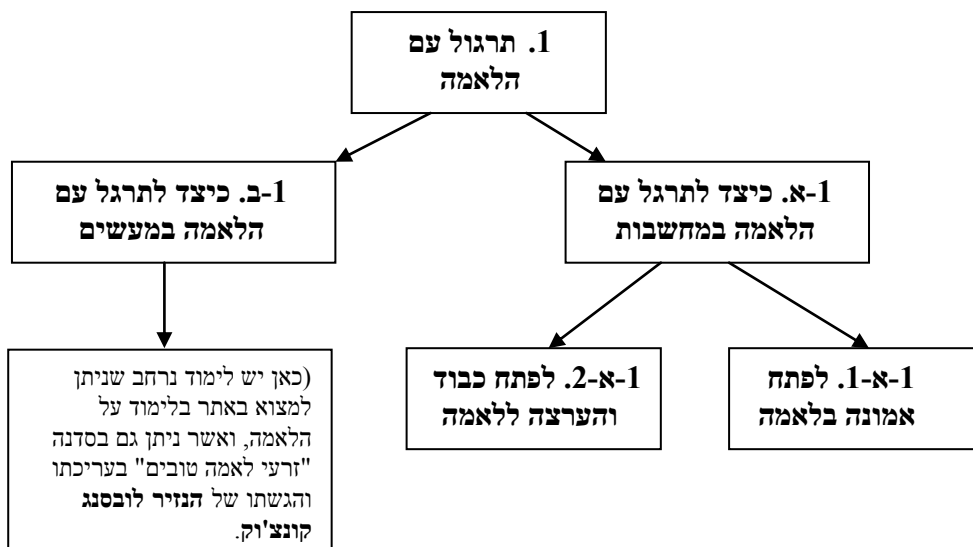 1. תרגול עם
הלאמה
1-א. כיצד לתרגל עם
הלאמה במחשבות
1-ב. כיצד לתרגל עם
הלאמה במעשים
1-א-1. לפתח
אמונה בלאמה
1-א-2. לפתח כבוד
והערצה ללאמה
(כאן יש לימוד נרחב שניתן
למצוא באתר בלימוד על
הלאמה, ואשר ניתן גם בסדנה
"זרעי לאמה טובים" בעריכתו
והגשתו של הנזיר לובסנג
קונצ'וק.